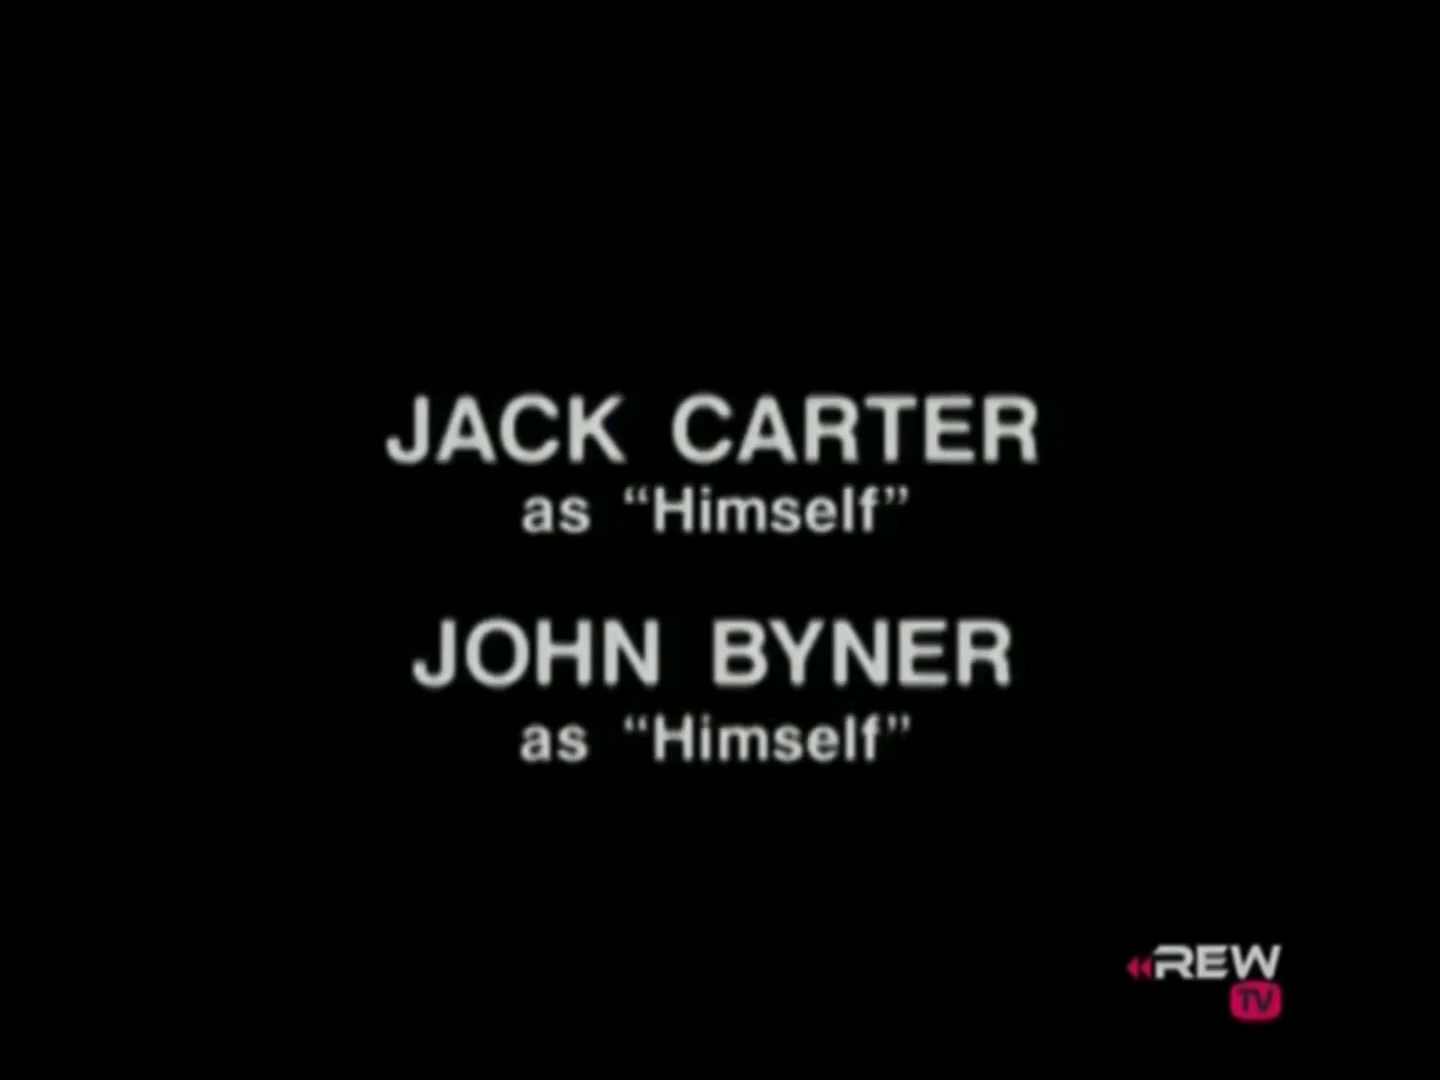 JACK CARTER
as “Himself”
JOHN BYNER
as “Himself”
REW
TV